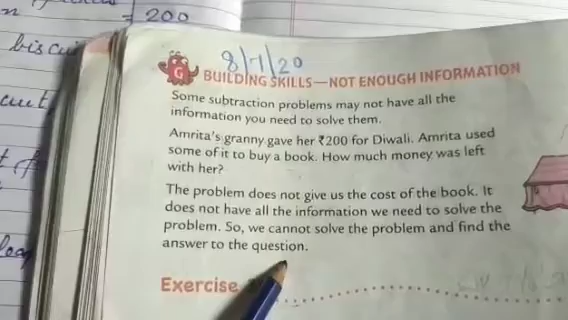 200
biscui
8/1/20
G BUILDING SKILLS—NOT ENOUGH INFORMATION
Some subtraction problems may not have all the
information you need to solve them.
Amrita's granny gave her ₹200 for Diwali. Amrita used
some of it to buy a book. How much money was left
with her?
The problem does not give us the cost of the book. It
does not have all the information we need to solve the
problem. So, we cannot solve the problem and find the
answer to the question.
Exercise